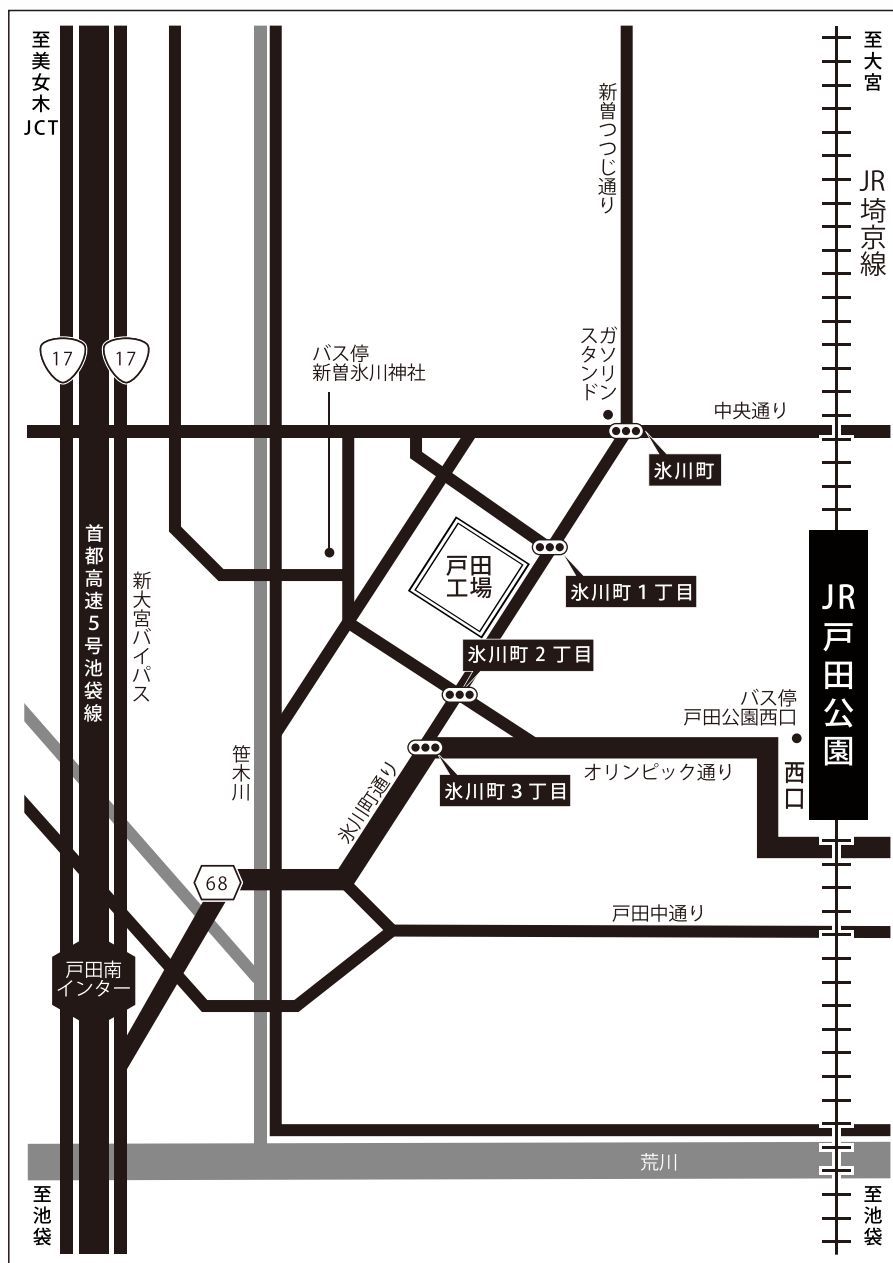 至美女木JCT
至大宮
新曽つつじ通り
JR埼京線
17
17
バス停
新曽氷川神社
ガソリン
スタンド
中央通り
氷川町
首都高速5号池袋線
新大宮バイパス
戸田
工場
氷川町1丁目
氷川町2丁目
JR戸田公園
バス停
戸田公園西口
西口
笹木川
オリンピック通り
氷川町3丁目
氷川町通り
68
戸田中通り
戸田南
インター
荒川
至池袋
至池袋